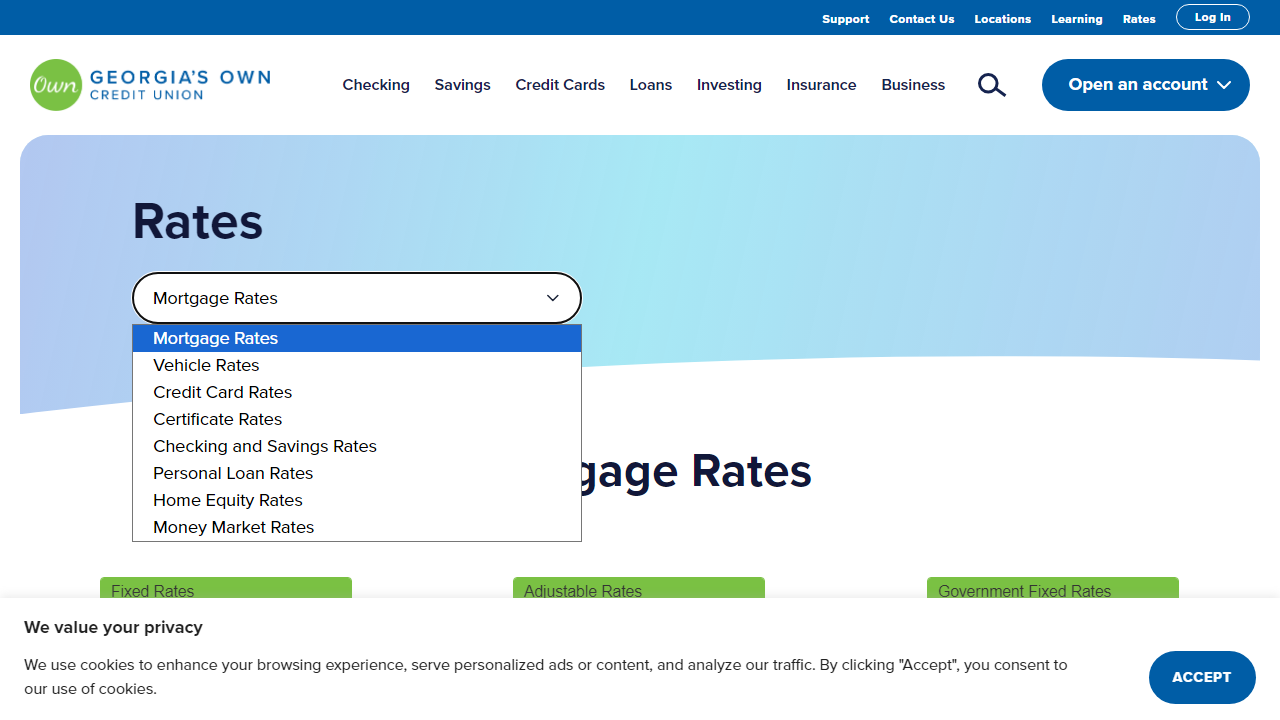 Support Contact Us Locations Learning Rates Log In
Own GEORGIA'S OWN
CREDIT UNION
Checking Savings Credit Cards Loans Investing Insurance Business Open an account
Rates
Mortgage Rates
Mortgage Rates
Vehicle Rates
Credit Card Rates
Certificate Rates
Checking and Savings Rates
Personal Loan Rates
Home Equity Rates
Money Market Rates
gage Rates
Fixed Rates Adjustable Rates Government Fixed Rates
We value your privacy
We use cookies to enhance your browsing experience, serve personalized ads or content, and analyze our traffic. By clicking "Accept", you consent to
our use of cookies.
ACCEPT